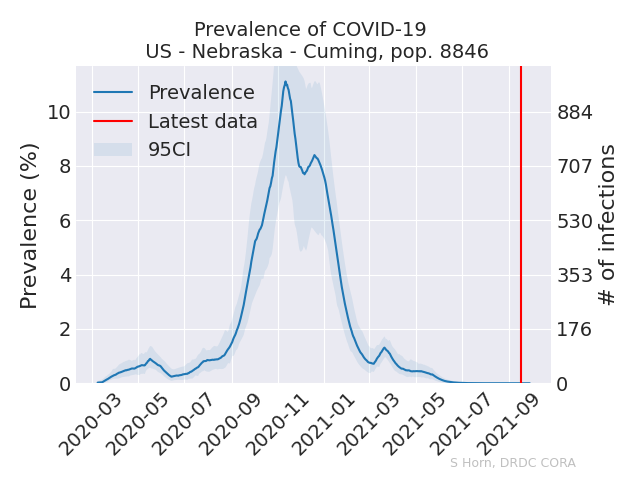 Prevalence of COVID-19
US - Nebraska - Cuming, pop. 8846
Prevalence
Latest data
95CI
Prevalence (%)
10
8
6
4
2
0
884
707
530
353
176
0
# of infections
2020-03
2020-05
2020-07
2020-09
2020-11
2021-01
2021-03
2021-05
2021-07
2021-09
S Horn, DRDC CORA